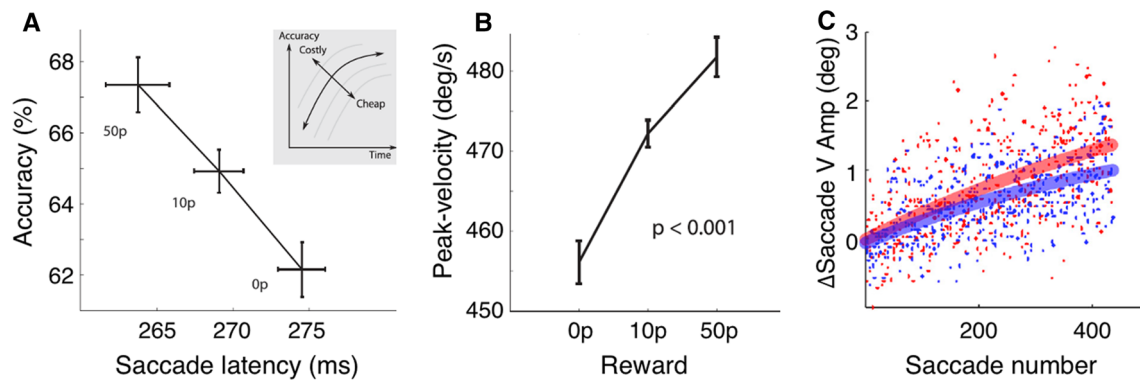 A
Accuracy (%)
68
66
64
62
50p
10p
0p
265 270 275
Saccade latency (ms)
Accuracy
Costly
Cheap
Time
B
Peak-velocity (deg/s)
480
470
460
450
p < 0.001
0p 10p 50p
Reward
C
ΔSaccade V Amp (deg)
3
2
1
0
200 400
Saccade number